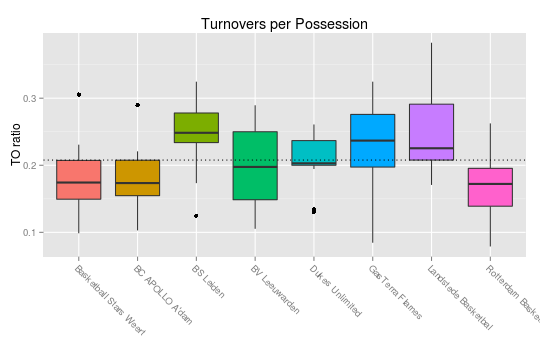 Turnovers per Possession
TO ratio
0.3
0.2
0.1
Basketball Stars Weert
BC APOLLO A'dam
BS Leiden
BV Leeuwarden
Dukes Unlimited
GasTerra Flames
Landstede Basketbal
Rotterdam